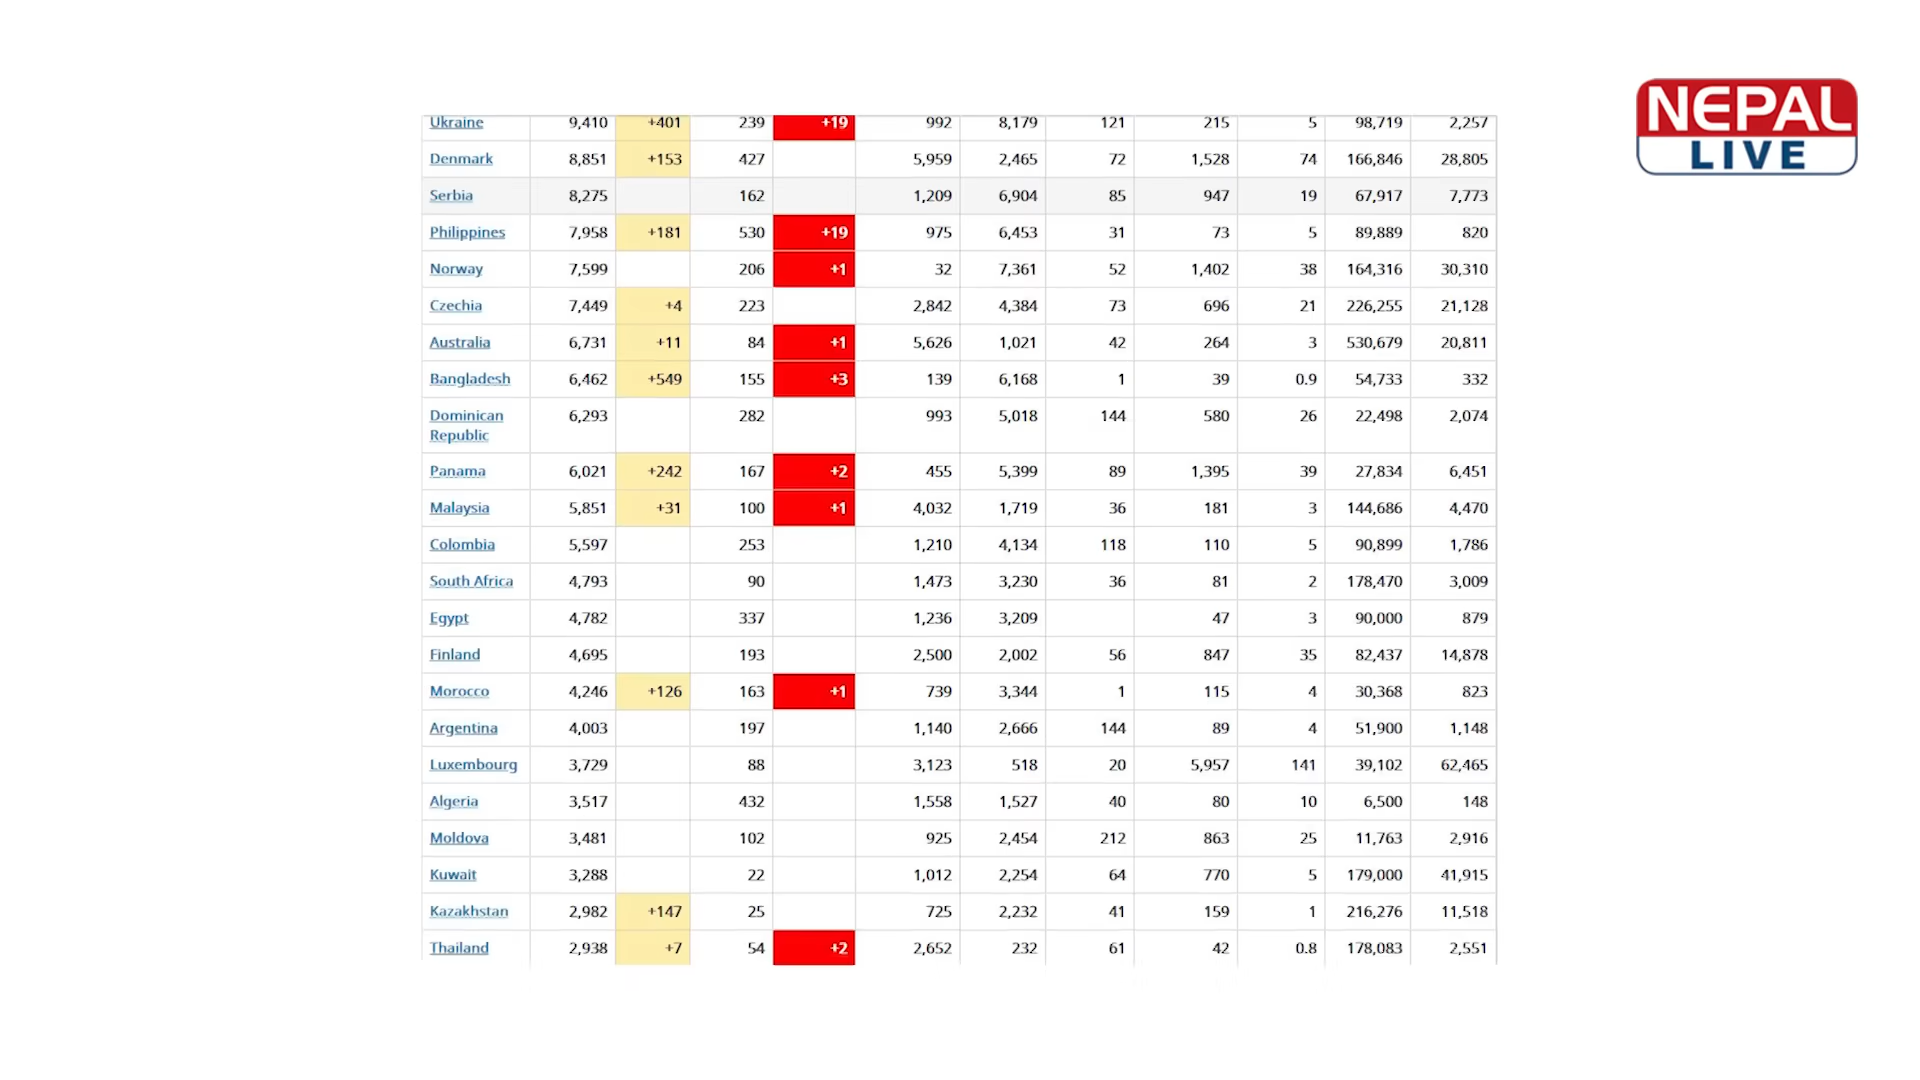 NEPAL
LIVE
Ukraine 9,410 +401 239 +19 992 8,179 121 215 5 98,719 2,257
Denmark 8,851 +153 427 5,959 2,465 72 1,528 74 166,846 28,805
Serbia 8,275 162 1,209 6,904 85 947 19 67,917 7,773
Philippines 7,958 +181 530 +19 975 6,453 31 73 5 89,889 820
Norway 7,599 206 +1 32 7,361 52 1,402 38 164,316 30,310
Czechia 7,449 +4 223 2,842 4,384 73 696 21 226,255 21,128
Australia 6,731 +11 84 +1 5,626 1,021 42 264 3 530,679 20,811
Bangladesh 6,462 +549 155 +3 139 6,168 1 39 0.9 54,733 332
Dominican 6,293 282 993 5,018 144 580 26 22,498 2,074
Republic
Panama 6,021 +242 167 +2 455 5,399 89 1,395 39 27,834 6,451
Malaysia 5,851 +31 100 +1 4,032 1,719 36 181 3 144,686 4,470
Colombia 5,597 253 1,210 4,134 118 110 5 90,899 1,786
South Africa 4,793 90 1,473 3,230 36 81 2 178,470 3,009
Egypt 4,782 337 1,236 3,209 47 3 90,000 879
Finland 4,695 193 2,500 2,002 56 847 35 82,437 14,878
Morocco 4,246 +126 163 +1 739 3,344 1 115 4 30,368 823
Argentina 4,003 197 1,140 2,666 144 89 4 51,900 1,148
Luxembourg 3,729 88 3,123 518 20 5,957 141 39,102 62,465
Algeria 3,517 432 1,558 1,527 40 80 10 6,500 148
Moldova 3,481 102 925 2,454 212 863 25 11,763 2,916
Kuwait 3,288 22 1,012 2,254 64 770 5 179,000 41,915
Kazakhstan 2,982 +147 25 725 2,232 41 159 1 216,276 11,518
Thailand 2,938 +7 54 +2 2,652 232 61 42 0.8 178,083 2,551